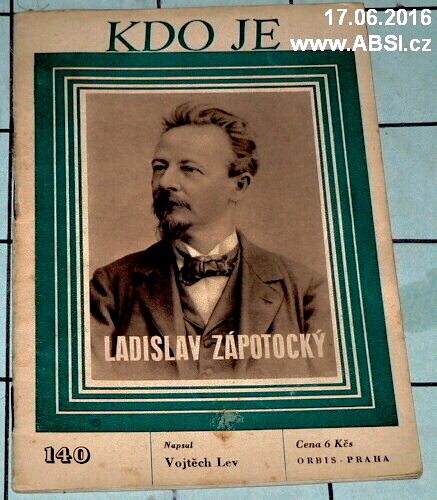 17.06.2016
www.ABSI.cz
KDO JE
LADISLAV ZÁPOTOCKÝ
140
Napsal
Vojtěch Lev
Cena 6 Kčs
ORBIS - PRAHA